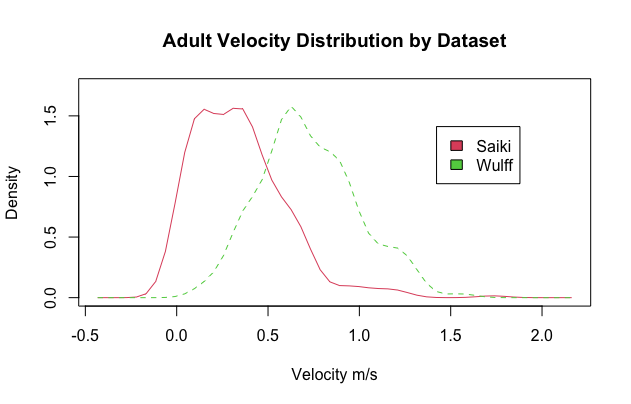 Adult Velocity Distribution by Dataset
Density
1.5
1.0
0.5
0.0
Saiki
Wulff
-0.5 0.0 0.5 1.0 1.5 2.0
Velocity m/s